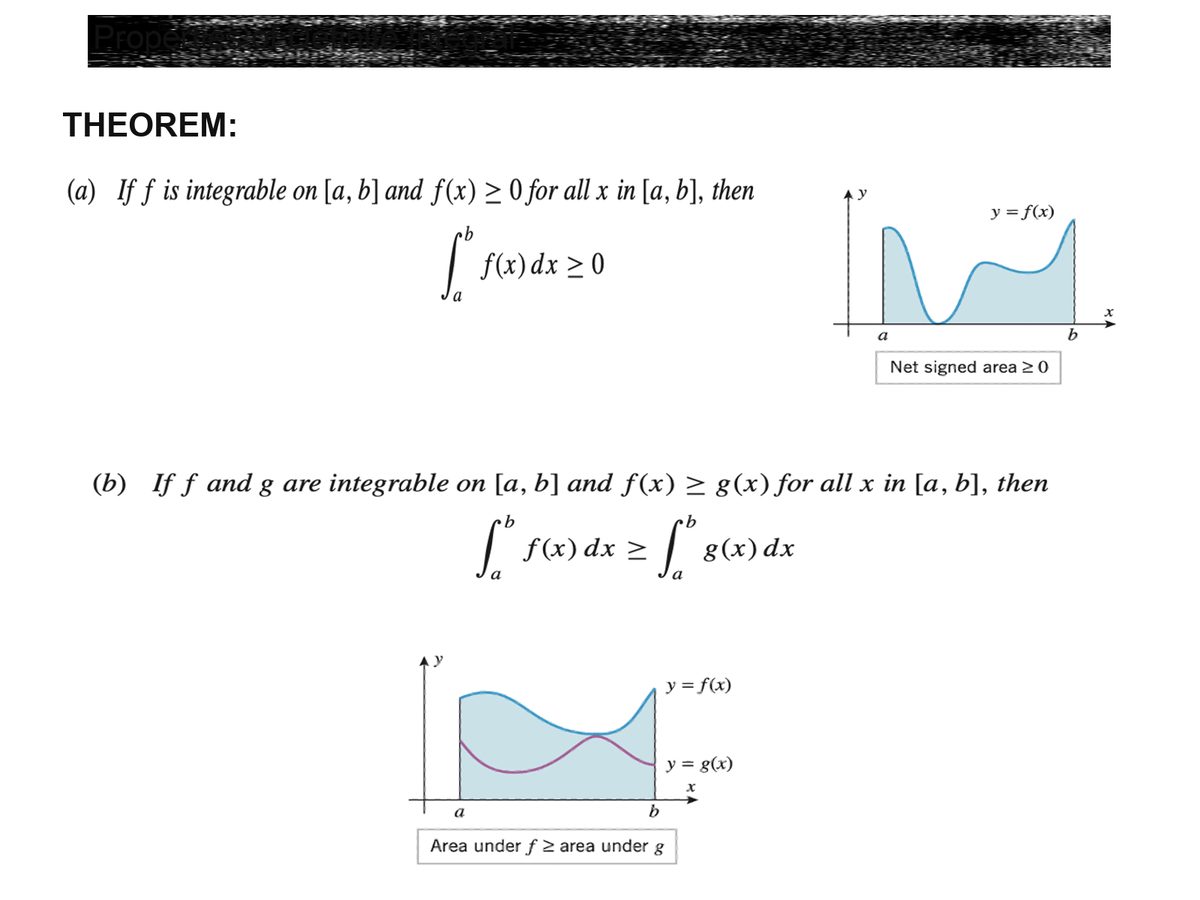 THEOREM:
(a) If f is integrable on [a, b] and f(x) ≥ 0 for all x in [a, b], then
∫_a^b f(x) dx ≥ 0
y
y = f(x)
x
a b
Net signed area ≥ 0
(b) If f and g are integrable on [a, b] and f(x) ≥ g(x) for all x in [a, b], then
∫_a^b f(x) dx ≥ ∫_a^b g(x) dx
y
y = f(x)
y = g(x)
x
a b
Area under f ≥ area under g